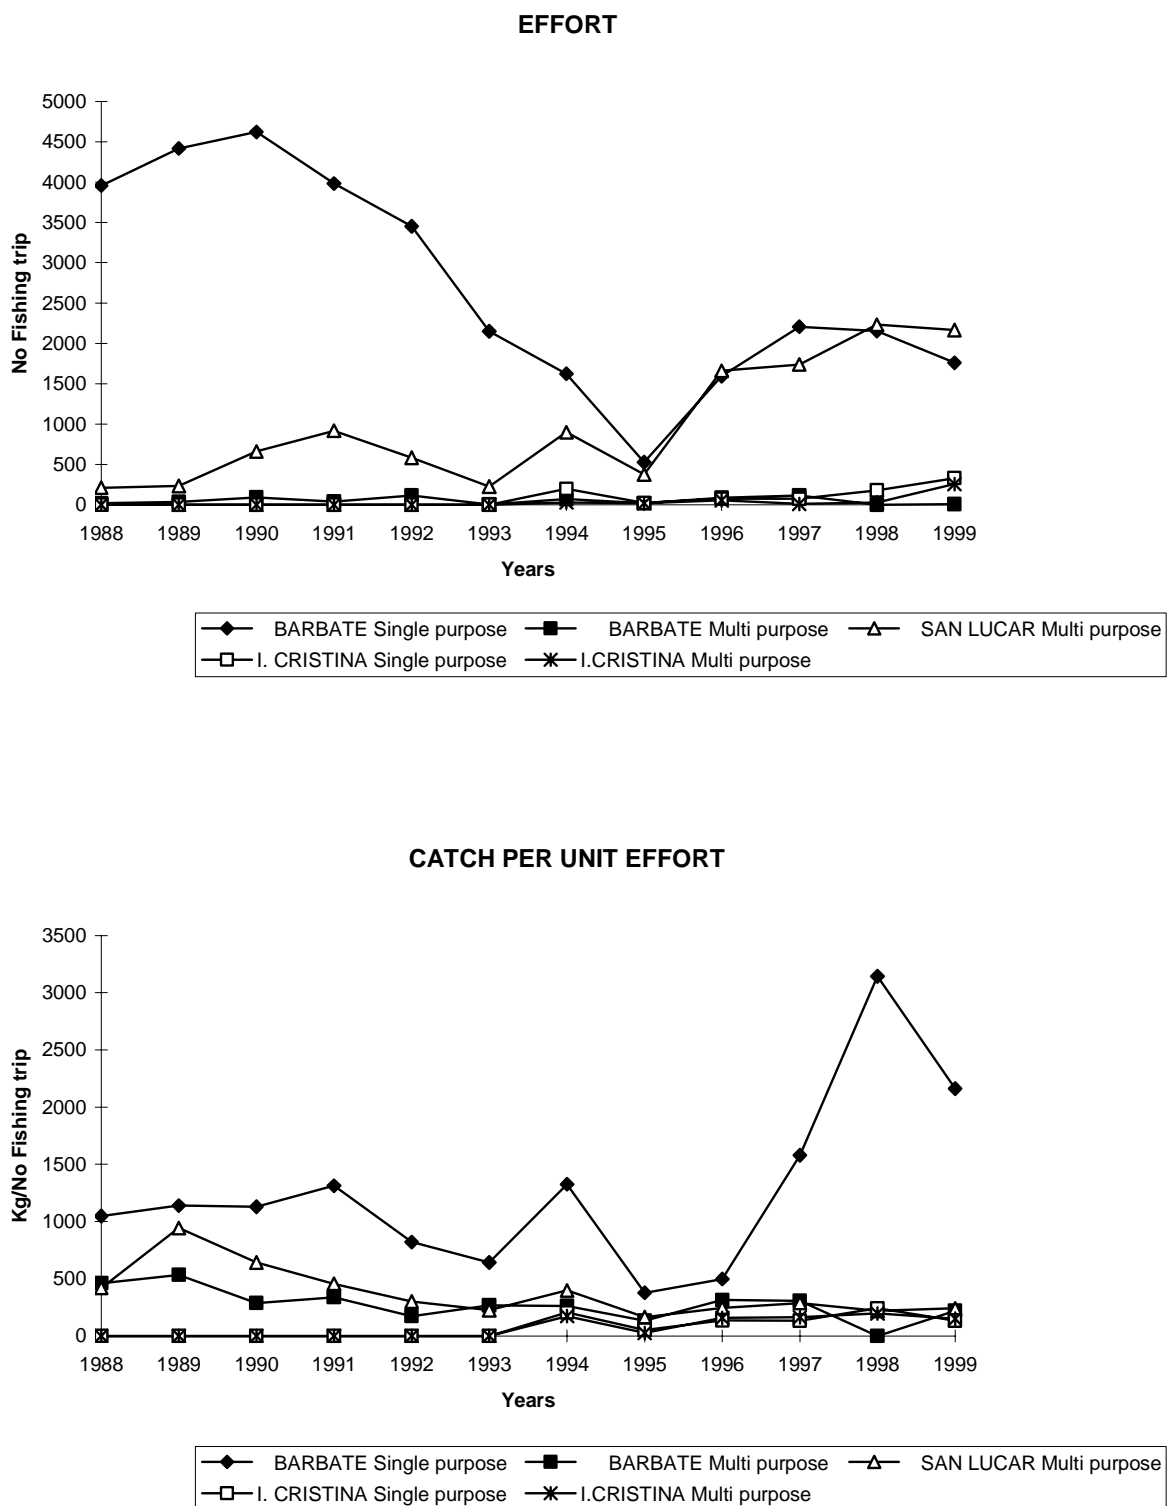 EFFORT
5000
4500
4000
3500
3000
2500
2000
1500
1000
500
0
No Fishing trip
1988 1989 1990 1991 1992 1993 1994 1995 1996 1997 1998 1999
Years
BARBATE Single purpose BARBATE Multi purpose SAN LUCAR Multi purpose
I. CRISTINA Single purpose I.CRISTINA Multi purpose
CATCH PER UNIT EFFORT
3500
3000
2500
2000
1500
1000
500
0
Kg/No Fishing trip
1988 1989 1990 1991 1992 1993 1994 1995 1996 1997 1998 1999
Years
BARBATE Single purpose BARBATE Multi purpose SAN LUCAR Multi purpose
I. CRISTINA Single purpose I.CRISTINA Multi purpose